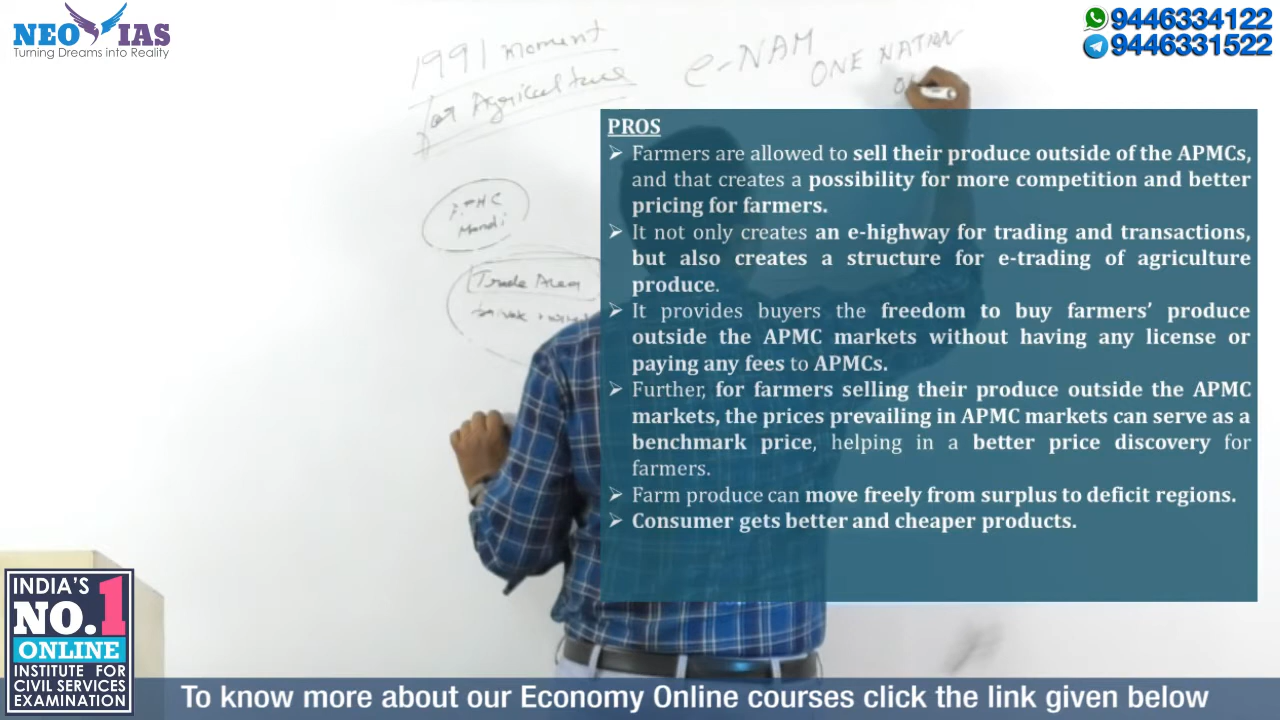 NEO IAS
Turning Dreams into Reality
9446334122
9446331522
1991 moment
for Agriculture
e-NAM
ONE NATION
APMC
Mandi
Trade Area
PROS
➢ Farmers are allowed to sell their produce outside of the APMCs,
and that creates a possibility for more competition and better
pricing for farmers.
➢ It not only creates an e-highway for trading and transactions,
but also creates a structure for e-trading of agriculture
produce.
➢ It provides buyers the freedom to buy farmers’ produce
outside the APMC markets without having any license or
paying any fees to APMCs.
➢ Further, for farmers selling their produce outside the APMC
markets, the prices prevailing in APMC markets can serve as a
benchmark price, helping in a better price discovery for
farmers.
➢ Farm produce can move freely from surplus to deficit regions.
➢ Consumer gets better and cheaper products.
INDIA'S
NO.1
ONLINE
INSTITUTE FOR
CIVIL SERVICES
EXAMINATION
To know more about our Economy Online courses click the link given below